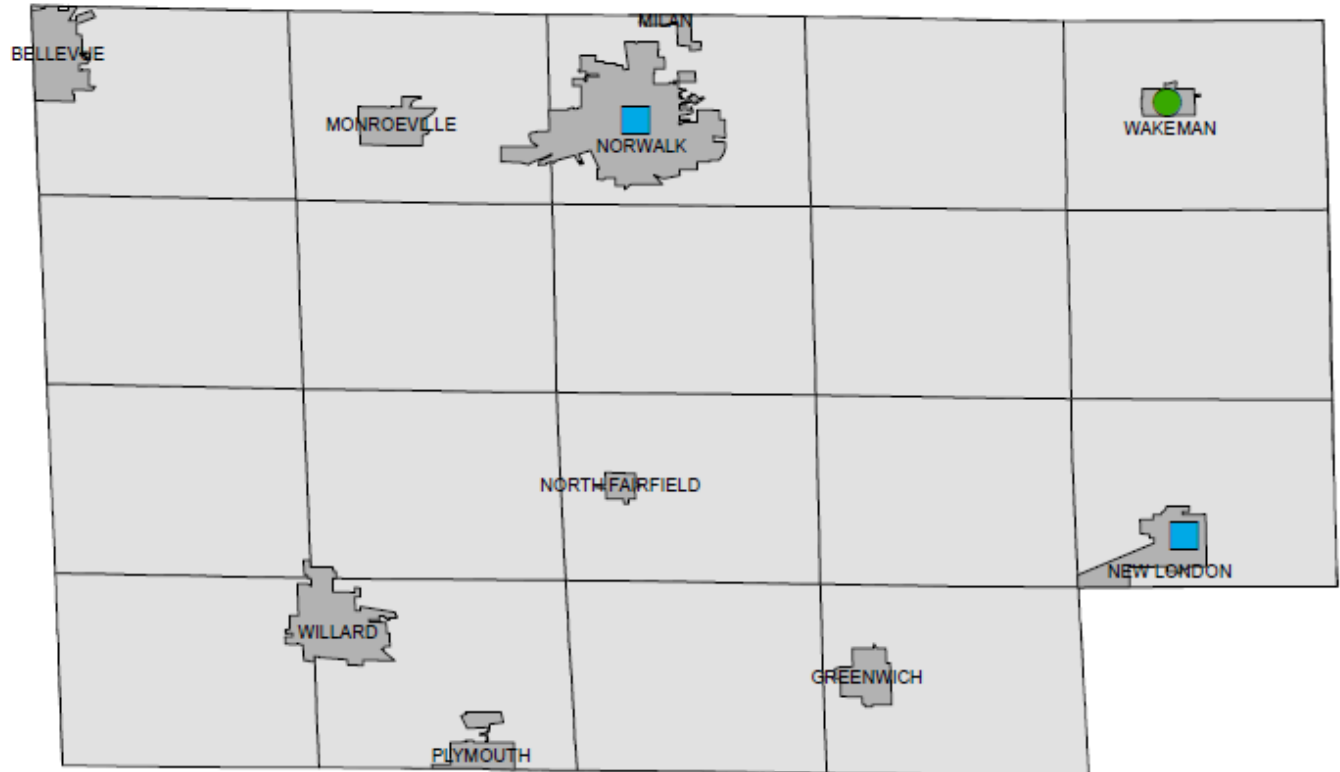 MILAN
BELLEVUE
MONROEVILLE
NORWALK
WAKEMAN
NORTH FAIRFIELD
NEW LONDON
WILLARD
GREENWICH
PLYMOUTH